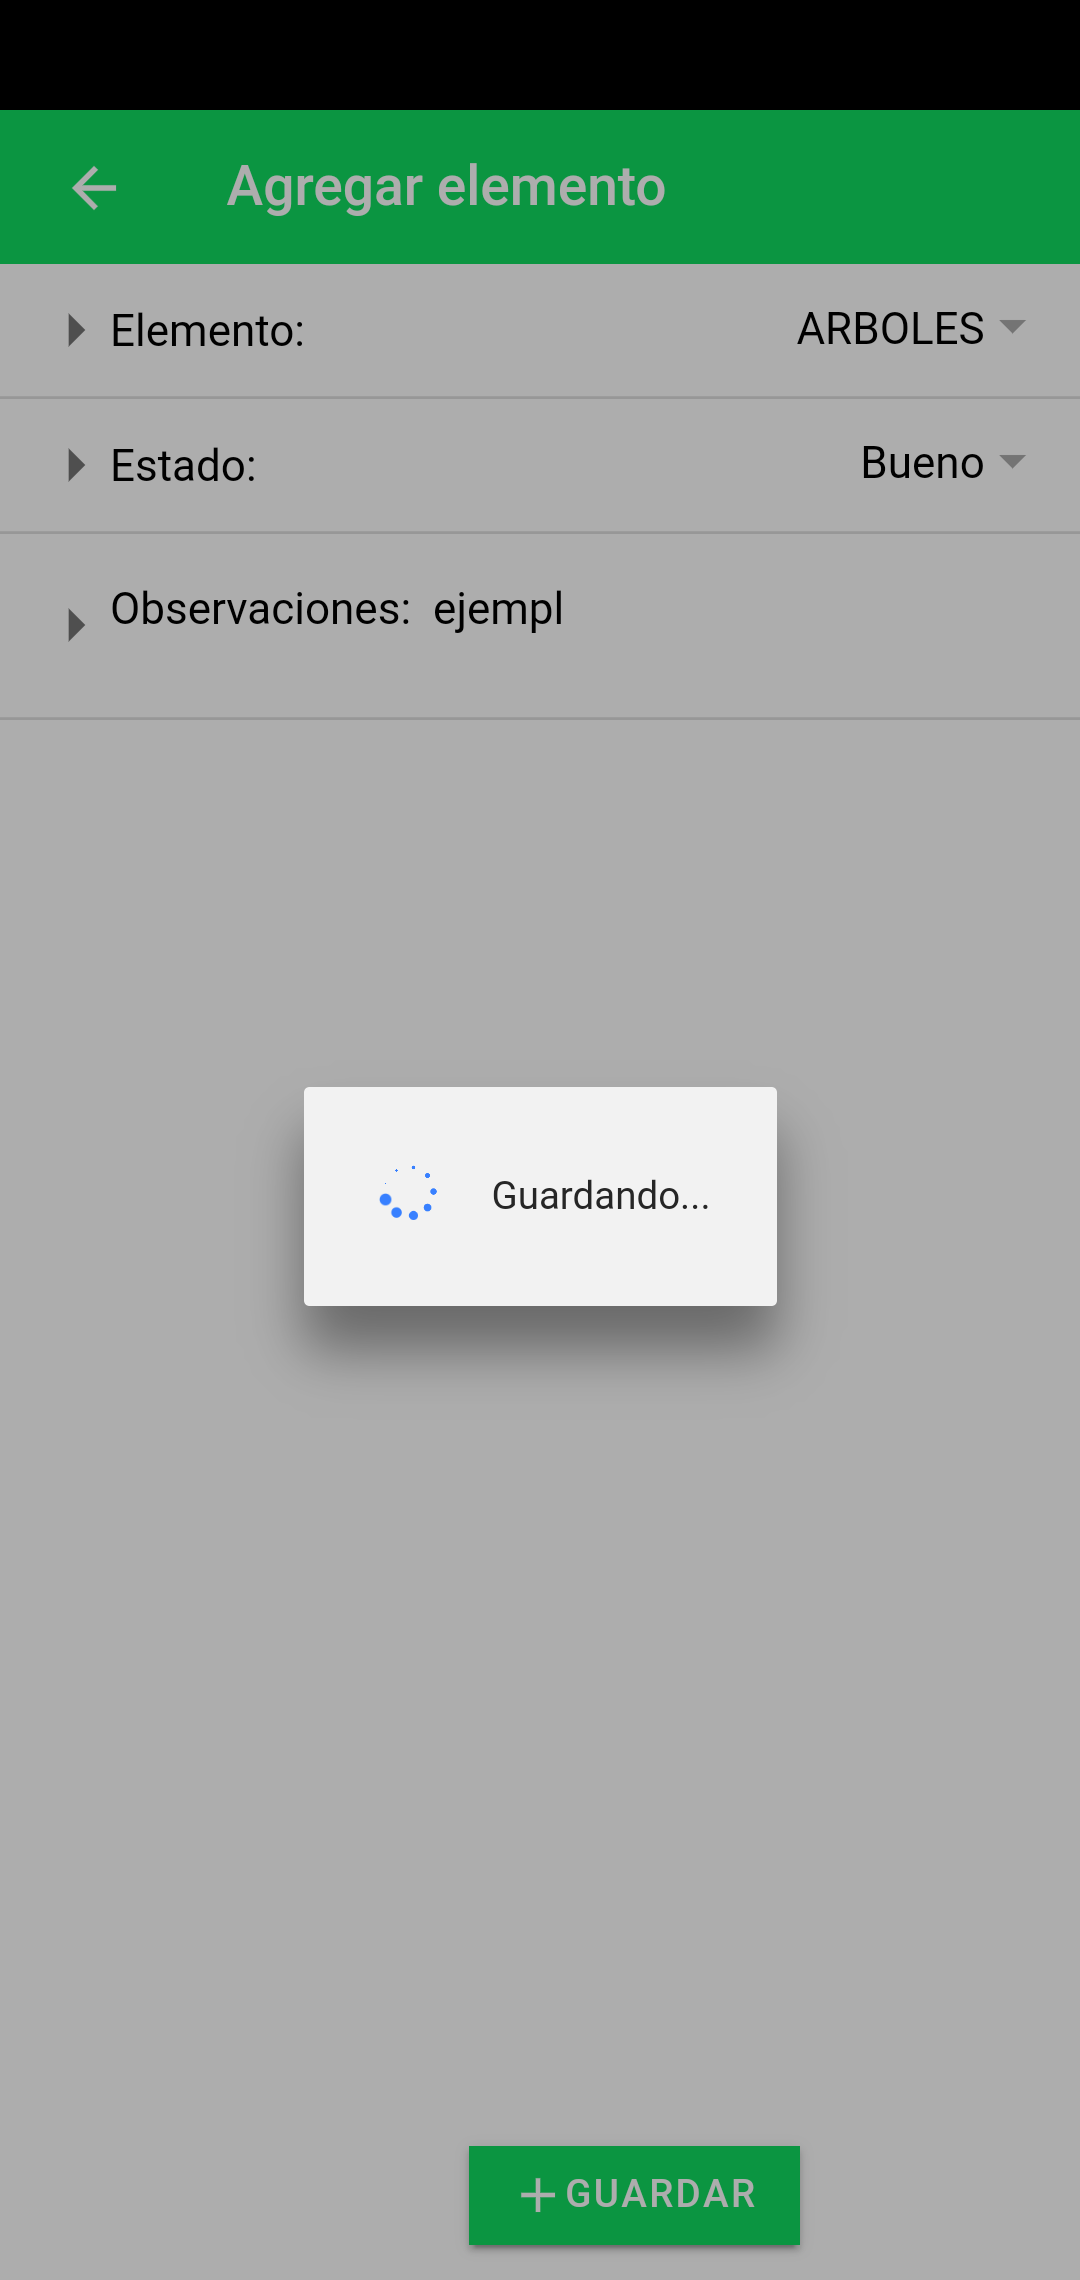 Agregar elemento
Elemento: ARBOLES
Estado: Bueno
Observaciones: ejempl
Guardando...
GUARDAR